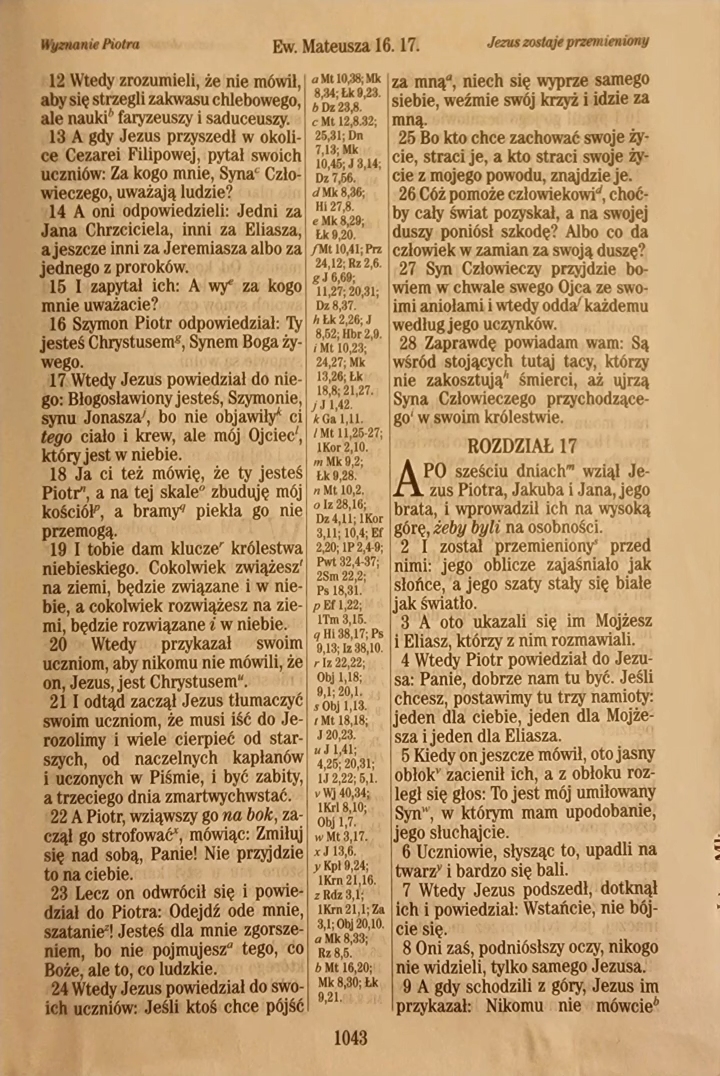 Wyznanie Piotra
Ew. Mateusza 16. 17.
Jezus zostaje przemieniony
12 Wtedy zrozumieli, że nie mówił,
aby się strzegli zakwasu chlebowego,
ale naukiᵇ faryzeuszy i saduceuszy.
13 A gdy Jezus przyszedł w okoli-
ce Cezarei Filipowej, pytał swoich
uczniów: Za kogo mnie, Synaᶜ Czło-
wieczego, uważają ludzie?
14 A oni odpowiedzieli: Jedni za
Jana Chrzciciela, inni za Eliasza,
a jeszcze inni za Jeremiasza albo za
jednego z proroków.
15 I zapytał ich: A wyᵉ za kogo
mnie uważacie?
16 Szymon Piotr odpowiedział: Ty
jesteś Chrystusemᵍ, Synem Boga ży-
wego.
17 Wtedy Jezus powiedział do nie-
go: Błogosławiony jesteś, Szymonie,
synu Jonaszaʲ, bo nie objawiłyᵏ ci
tego ciało i krew, ale mój Ojciecˡ,
który jest w niebie.
18 Ja ci też mówię, że ty jesteś
Piotrⁿ, a na tej skaleᵒ zbuduję mój
kościółᵖ, a bramy𐞥 piekła go nie
przemogą.
19 I tobie dam kluczeʳ królestwa
niebieskiego. Cokolwiek zwiążeszᵗ
na ziemi, będzie związane i w nie-
bie, a cokolwiek rozwiążesz na zie-
mi, będzie rozwiązane i w niebie.
20 Wtedy przykazał swoim
uczniom, aby nikomu nie mówili, że
on, Jezus, jest Chrystusemᵘ.
21 I odtąd zaczął Jezus tłumaczyć
swoim uczniom, że musi iść do Je-
rozolimy i wiele cierpieć od star-
szych, od naczelnych kapłanów
i uczonych w Piśmie, i być zabity,
a trzeciego dnia zmartwychwstać.
22 A Piotr, wziąwszy go na bok, za-
czął go strofowaćˣ, mówiąc: Zmiłuj
się nad sobą, Panie! Nie przyjdzie
to na ciebie.
23 Lecz on odwrócił się i powie-
dział do Piotra: Odejdź ode mnie,
szatanieᶻ! Jesteś dla mnie zgorsze-
niem, bo nie pojmujeszᵃ tego, co
Boże, ale to, co ludzkie.
24 Wtedy Jezus powiedział do swo-
ich uczniów: Jeśli ktoś chce pójść
a Mt 10,38; Mk
8,34; Łk 9,23.
b Dz 23,8.
c Mt 12,8.32;
25,31; Dn
7,13; Mk
10,45; J 3,14;
Dz 7,56.
d Mk 8,36;
Hi 27,8.
e Mk 8,29;
Łk 9,20.
f Mt 10,41; Prz
24,12; Rz 2,6.
g J 6,69;
11,27; 20,31;
Dz 8,37.
h Łk 2,26; J
8,52; Hbr 2,9.
i Mt 10,23;
24,27; Mk
13,26; Łk
18,8; 21,27.
j J 1,42.
k Ga 1,11.
l Mt 11,25-27;
1Kor 2,10.
m Mk 9,2;
Łk 9,28.
n Mt 10,2.
o Iz 28,16;
Dz 4,11; 1Kor
3,11; 10,4; Ef
2,20; 1P 2,4-9;
Pwt 32,4-37;
2Sm 22,2;
Ps 18,31.
p Ef 1,22;
1Tm 3,15.
q Hi 38,17; Ps
9,13; Iz 38,10.
r Iz 22,22;
Obj 1,18;
9,1; 20,1.
s Obj 1,13.
t Mt 18,18;
J 20,23.
u J 1,41;
4,25; 20,31;
1J 2,22; 5,1.
v Wj 40,34;
1Krl 8,10;
Obj 1,7.
w Mt 3,17.
x J 13,6.
y Kpł 9,24;
1Krn 21,16.
z Rdz 3,1;
1Krn 21,1; Za
3,1; Obj 20,10.
a Mk 8,33;
Rz 8,5.
b Mt 16,20;
Mk 8,30; Łk
9,21.
za mnąᵃ, niech się wyprze samego
siebie, weźmie swój krzyż i idzie za
mną.
25 Bo kto chce zachować swoje ży-
cie, straci je, a kto straci swoje ży-
cie z mojego powodu, znajdzie je.
26 Cóż pomoże człowiekowiᵈ, choć-
by cały świat pozyskał, a na swojej
duszy poniósł szkodę? Albo co da
człowiek w zamian za swoją duszę?
27 Syn Człowieczy przyjdzie bo-
wiem w chwale swego Ojca ze swo-
imi aniołami i wtedy oddaᶠ każdemu
według jego uczynków.
28 Zaprawdę powiadam wam: Są
wśród stojących tutaj tacy, którzy
nie zakosztująʰ śmierci, aż ujrzą
Syna Człowieczego przychodzące-
goⁱ w swoim królestwie.
ROZDZIAŁ 17
A PO sześciu dniachᵐ wziął Je-
zus Piotra, Jakuba i Jana, jego
brata, i wprowadził ich na wysoką
górę, żeby byli na osobności.
2 I został przemienionyˢ przed
nimi: jego oblicze zajaśniało jak
słońce, a jego szaty stały się białe
jak światło.
3 A oto ukazali się im Mojżesz
i Eliasz, którzy z nim rozmawiali.
4 Wtedy Piotr powiedział do Jezu-
sa: Panie, dobrze nam tu być. Jeśli
chcesz, postawimy tu trzy namioty:
jeden dla ciebie, jeden dla Mojże-
sza i jeden dla Eliasza.
5 Kiedy on jeszcze mówił, oto jasny
obłokᵛ zacienił ich, a z obłoku roz-
legł się głos: To jest mój umiłowany
Synʷ, w którym mam upodobanie,
jego słuchajcie.
6 Uczniowie, słysząc to, upadli na
twarzʸ i bardzo się bali.
7 Wtedy Jezus podszedł, dotknął
ich i powiedział: Wstańcie, nie bój-
cie się.
8 Oni zaś, podniósłszy oczy, nikogo
nie widzieli, tylko samego Jezusa.
9 A gdy schodzili z góry, Jezus im
przykazał: Nikomu nie mówcieᵇ
1043